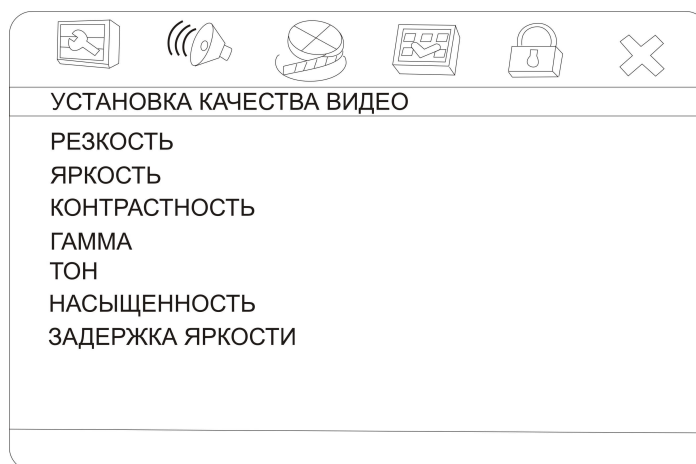 УСТАНОВКА КАЧЕСТВА ВИДЕО
РЕЗКОСТЬ
ЯРКОСТЬ
КОНТРАСТНОСТЬ
ГАММА
ТОН
НАСЫЩЕННОСТЬ
ЗАДЕРЖКА ЯРКОСТИ